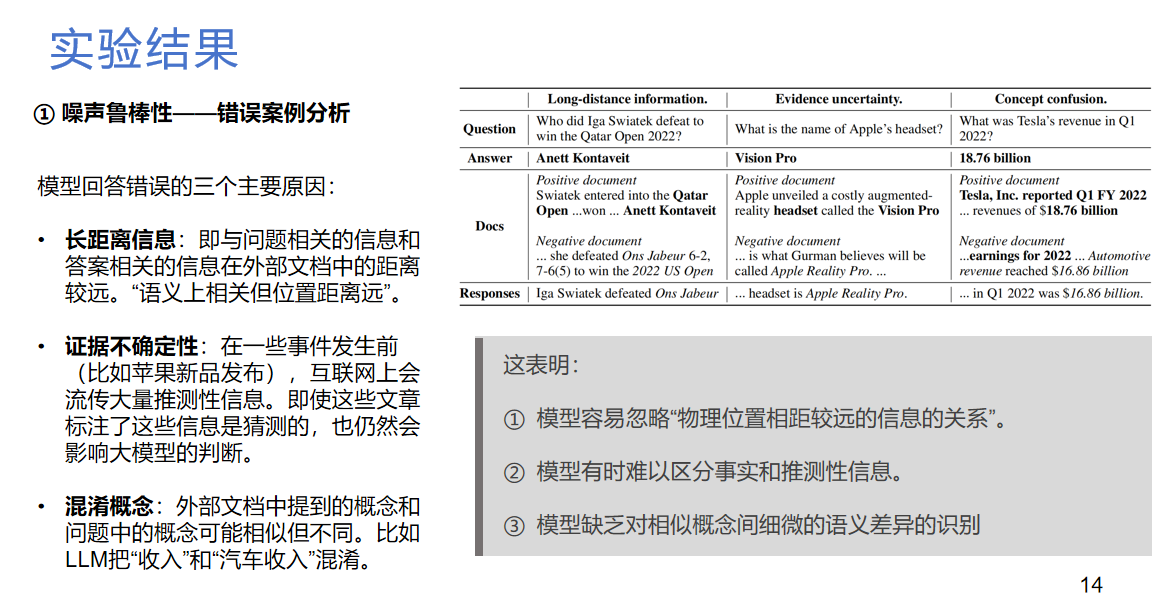 实验结果
① 噪声鲁棒性——错误案例分析
模型回答错误的三个主要原因：
• 长距离信息：即与问题相关的信息和
答案相关的信息在外部文档中的距离
较远。“语义上相关但位置距离远”。
• 证据不确定性：在一些事件发生前
（比如苹果新品发布），互联网上会
流传大量推测性信息。即使这些文章
标注了这些信息是猜测的，也仍然会
影响大模型的判断。
• 混淆概念：外部文档中提到的概念和
问题中的概念可能相似但不同。比如
LLM把“收入”和“汽车收入”混淆。
Long-distance information. Evidence uncertainty. Concept confusion.
Question
Who did Iga Swiatek defeat to
win the Qatar Open 2022?
What is the name of Apple’s headset?
What was Tesla’s revenue in Q1
2022?
Answer Anett Kontaveit Vision Pro 18.76 billion
Docs
Positive document
Swiatek entered into the Qatar
Open ...won ... Anett Kontaveit
Negative document
... she defeated Ons Jabeur 6-2,
7-6(5) to win the 2022 US Open
Positive document
Apple unveiled a costly augmented-
reality headset called the Vision Pro
Negative document
... is what Gurman believes will be
called Apple Reality Pro. ...
Positive document
Tesla, Inc. reported Q1 FY 2022
... revenues of $18.76 billion
Negative document
...earnings for 2022 ... Automotive
revenue reached $16.86 billion
Responses Iga Swiatek defeated Ons Jabeur ... headset is Apple Reality Pro. ... in Q1 2022 was $16.86 billion.
这表明：
① 模型容易忽略“物理位置相距较远的信息的关系”。
② 模型有时难以区分事实和推测性信息。
③ 模型缺乏对相似概念间细微的语义差异的识别
14